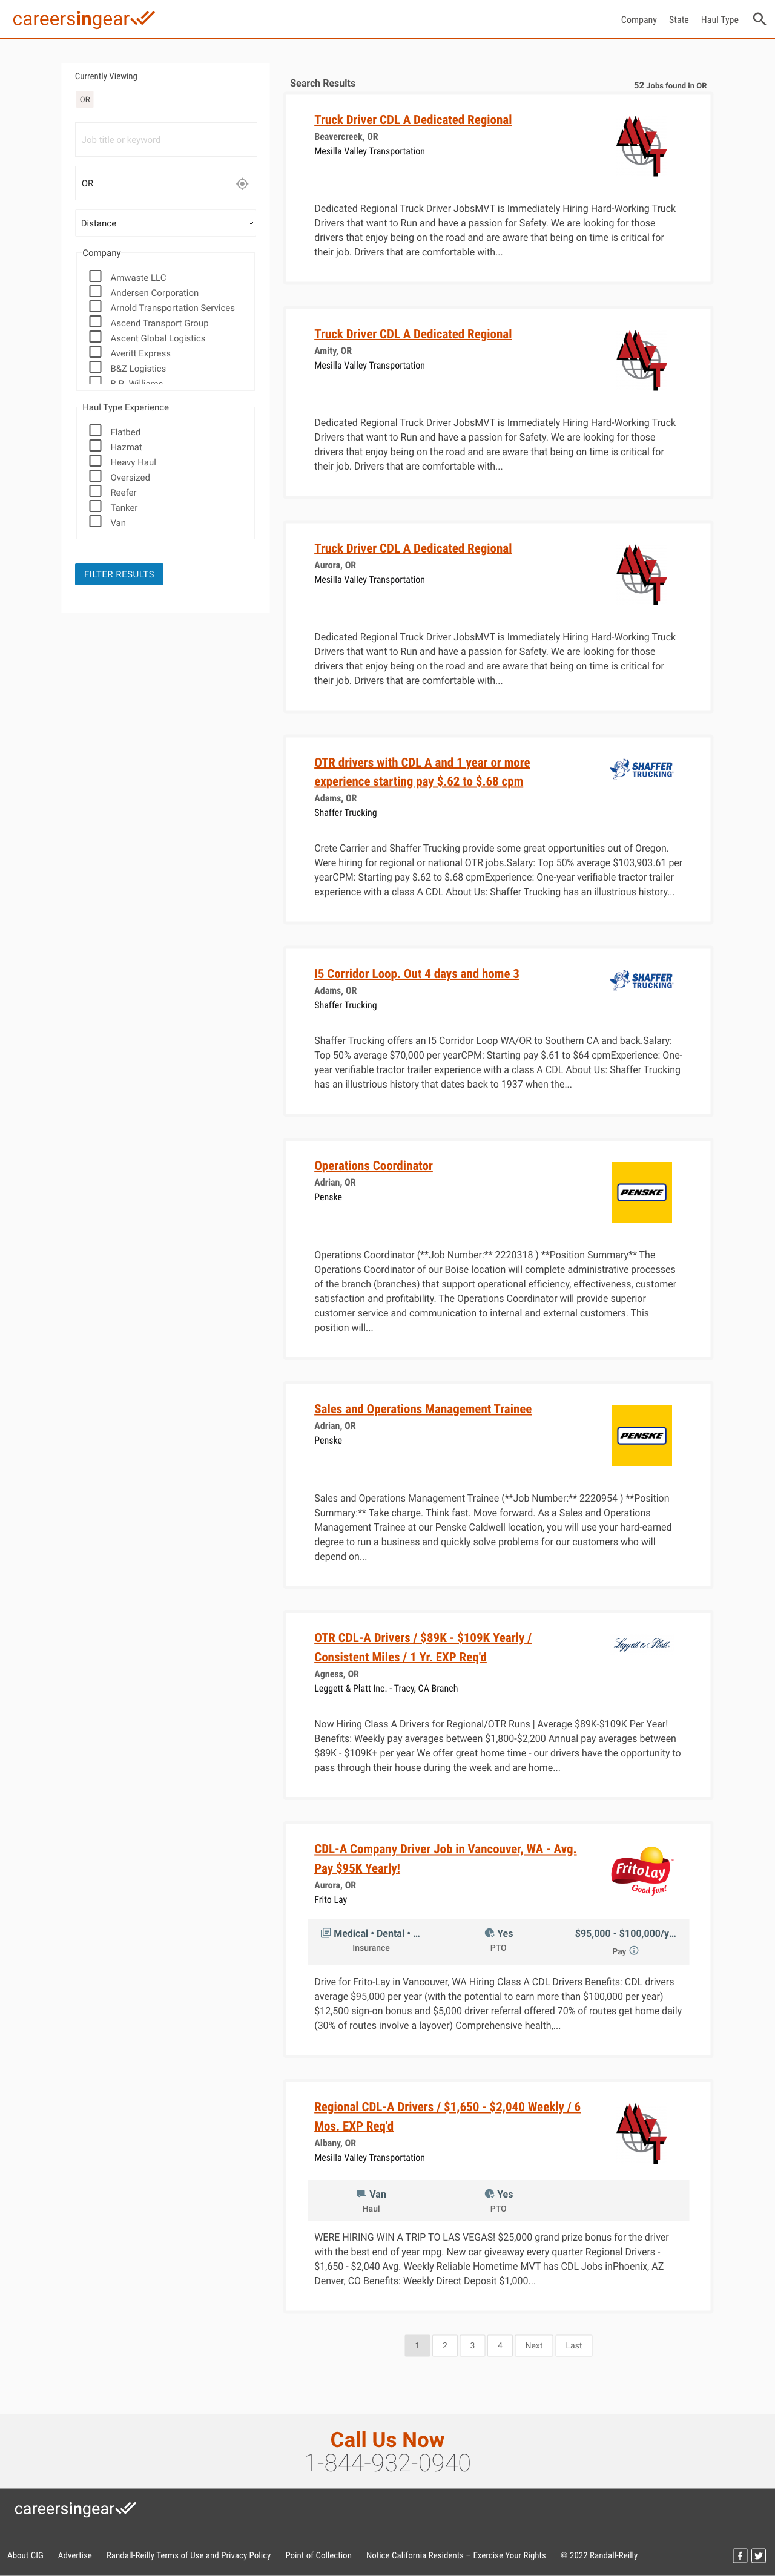 careersingear
Company State Haul Type
Currently Viewing
OR
Job title or keyword
OR
Distance
Company
Amwaste LLC
Andersen Corporation
Arnold Transportation Services
Ascend Transport Group
Ascent Global Logistics
Averitt Express
B&Z Logistics
B.R. Williams
Haul Type Experience
Flatbed
Hazmat
Heavy Haul
Oversized
Reefer
Tanker
Van
FILTER RESULTS
Search Results
52 Jobs found in OR
Truck Driver CDL A Dedicated Regional
Beavercreek, OR
Mesilla Valley Transportation
Dedicated Regional Truck Driver JobsMVT is Immediately Hiring Hard-Working Truck
Drivers that want to Run and have a passion for Safety. We are looking for those
drivers that enjoy being on the road and are aware that being on time is critical for
their job. Drivers that are comfortable with...
Truck Driver CDL A Dedicated Regional
Amity, OR
Mesilla Valley Transportation
Dedicated Regional Truck Driver JobsMVT is Immediately Hiring Hard-Working Truck
Drivers that want to Run and have a passion for Safety. We are looking for those
drivers that enjoy being on the road and are aware that being on time is critical for
their job. Drivers that are comfortable with...
Truck Driver CDL A Dedicated Regional
Aurora, OR
Mesilla Valley Transportation
Dedicated Regional Truck Driver JobsMVT is Immediately Hiring Hard-Working Truck
Drivers that want to Run and have a passion for Safety. We are looking for those
drivers that enjoy being on the road and are aware that being on time is critical for
their job. Drivers that are comfortable with...
OTR drivers with CDL A and 1 year or more
experience starting pay $.62 to $.68 cpm
Adams, OR
Shaffer Trucking
SHAFFER
TRUCKING
Crete Carrier and Shaffer Trucking provide some great opportunities out of Oregon.
Were hiring for regional or national OTR jobs.Salary: Top 50% average $103,903.61 per
yearCPM: Starting pay $.62 to $.68 cpmExperience: One-year verifiable tractor trailer
experience with a class A CDL About Us: Shaffer Trucking has an illustrious history...
I5 Corridor Loop. Out 4 days and home 3
Adams, OR
Shaffer Trucking
SHAFFER
TRUCKING
Shaffer Trucking offers an I5 Corridor Loop WA/OR to Southern CA and back.Salary:
Top 50% average $70,000 per yearCPM: Starting pay $.61 to $64 cpmExperience: One-
year verifiable tractor trailer experience with a class A CDL About Us: Shaffer Trucking
has an illustrious history that dates back to 1937 when the...
Operations Coordinator
Adrian, OR
Penske
PENSKE
Operations Coordinator (**Job Number:** 2220318 ) **Position Summary** The
Operations Coordinator of our Boise location will complete administrative processes
of the branch (branches) that support operational efficiency, effectiveness, customer
satisfaction and profitability. The Operations Coordinator will provide superior
customer service and communication to internal and external customers. This
position will...
Sales and Operations Management Trainee
Adrian, OR
Penske
PENSKE
Sales and Operations Management Trainee (**Job Number:** 2220954 ) **Position
Summary:** Take charge. Think fast. Move forward. As a Sales and Operations
Management Trainee at our Penske Caldwell location, you will use your hard-earned
degree to run a business and quickly solve problems for our customers who will
depend on...
OTR CDL-A Drivers / $89K - $109K Yearly /
Consistent Miles / 1 Yr. EXP Req'd
Agness, OR
Leggett & Platt Inc. - Tracy, CA Branch
Leggett & Platt
Now Hiring Class A Drivers for Regional/OTR Runs | Average $89K-$109K Per Year!
Benefits: Weekly pay averages between $1,800-$2,200 Annual pay averages between
$89K - $109K+ per year We offer great home time - our drivers have the opportunity to
pass through their house during the week and are home...
CDL-A Company Driver Job in Vancouver, WA - Avg.
Pay $95K Yearly!
Aurora, OR
Frito Lay
Frito Lay
Good fun!
Medical • Dental • ... Yes $95,000 - $100,000/y...
Insurance PTO Pay
Drive for Frito-Lay in Vancouver, WA Hiring Class A CDL Drivers Benefits: CDL drivers
average $95,000 per year (with the potential to earn more than $100,000 per year)
$12,500 sign-on bonus and $5,000 driver referral offered 70% of routes get home daily
(30% of routes involve a layover) Comprehensive health,...
Regional CDL-A Drivers / $1,650 - $2,040 Weekly / 6
Mos. EXP Req'd
Albany, OR
Mesilla Valley Transportation
Van Yes
Haul PTO
WERE HIRING WIN A TRIP TO LAS VEGAS! $25,000 grand prize bonus for the driver
with the best end of year mpg. New car giveaway every quarter Regional Drivers -
$1,650 - $2,040 Avg. Weekly Reliable Hometime MVT has CDL Jobs inPhoenix, AZ
Denver, CO Benefits: Weekly Direct Deposit $1,000...
1 2 3 4 Next Last
Call Us Now
1-844-932-0940
careersingear
About CIG Advertise Randall-Reilly Terms of Use and Privacy Policy Point of Collection Notice California Residents – Exercise Your Rights © 2022 Randall-Reilly